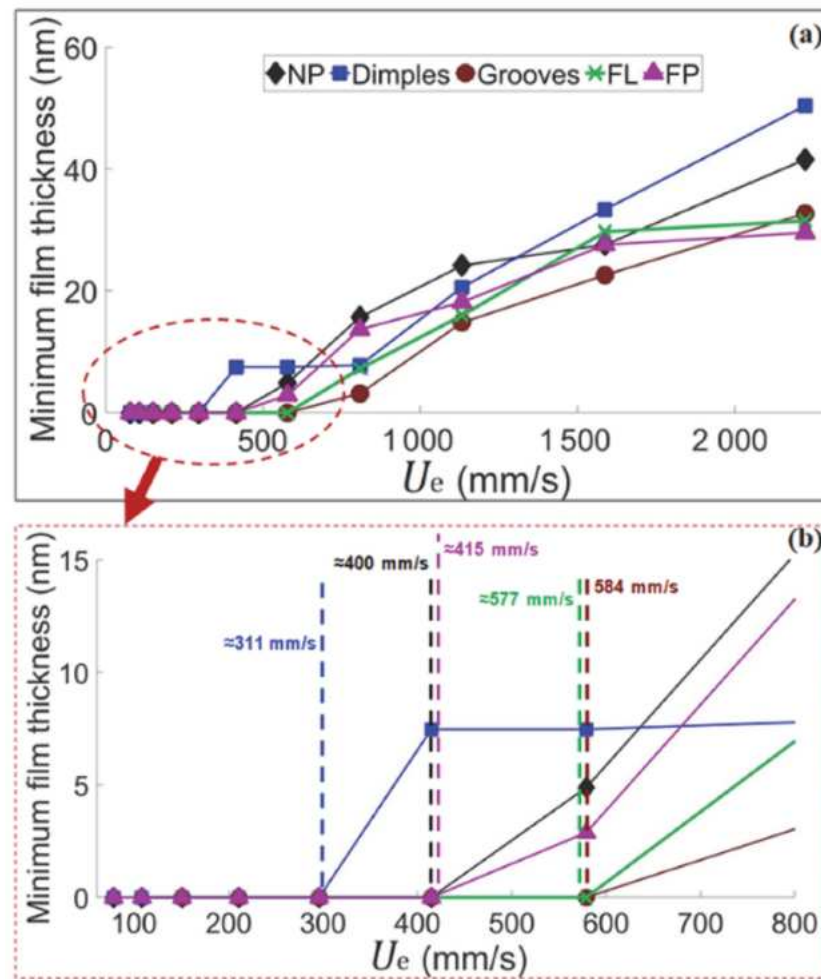 (a)
Minimum film thickness (nm)
60
40
20
0
NP Dimples Grooves FL FP
0 500 1 000 1 500 2 000
Ue (mm/s)
(b)
Minimum film thickness (nm)
15
10
5
0
≈311 mm/s
≈400 mm/s
≈415 mm/s
≈577 mm/s
584 mm/s
100 200 300 400 500 600 700 800
Ue (mm/s)